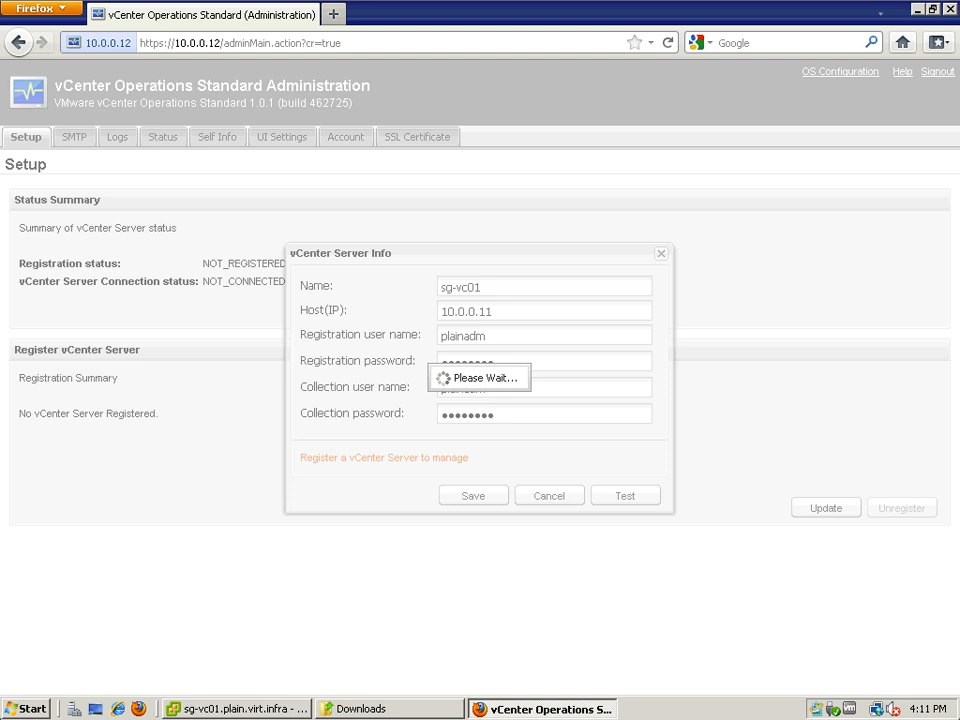 Firefox
vCenter Operations Standard (Administration)
10.0.0.12
https://10.0.0.12/adminMain.action?cr=true
Google
OS Configuration Help Signout
vCenter Operations Standard Administration
VMware vCenter Operations Standard 1.0.1 (build 462725)
Setup SMTP Logs Status Self Info UI Settings Account SSL Certificate
Setup
Status Summary
Summary of vCenter Server status
Registration status: NOT_REGISTERED
vCenter Server Connection status: NOT_CONNECTED
Register vCenter Server
Registration Summary
No vCenter Server Registered.
Update Unregister
vCenter Server Info
Name: sg-vc01
Host(IP): 10.0.0.11
Registration user name: plainadm
Registration password: ●●●●●●●●
Please Wait...
Collection user name: plainadm
Collection password: ●●●●●●●●
Register a vCenter Server to manage
Save Cancel Test
Start
sg-vc01.plain.virt.infra - ...
Downloads
vCenter Operations S...
4:11 PM